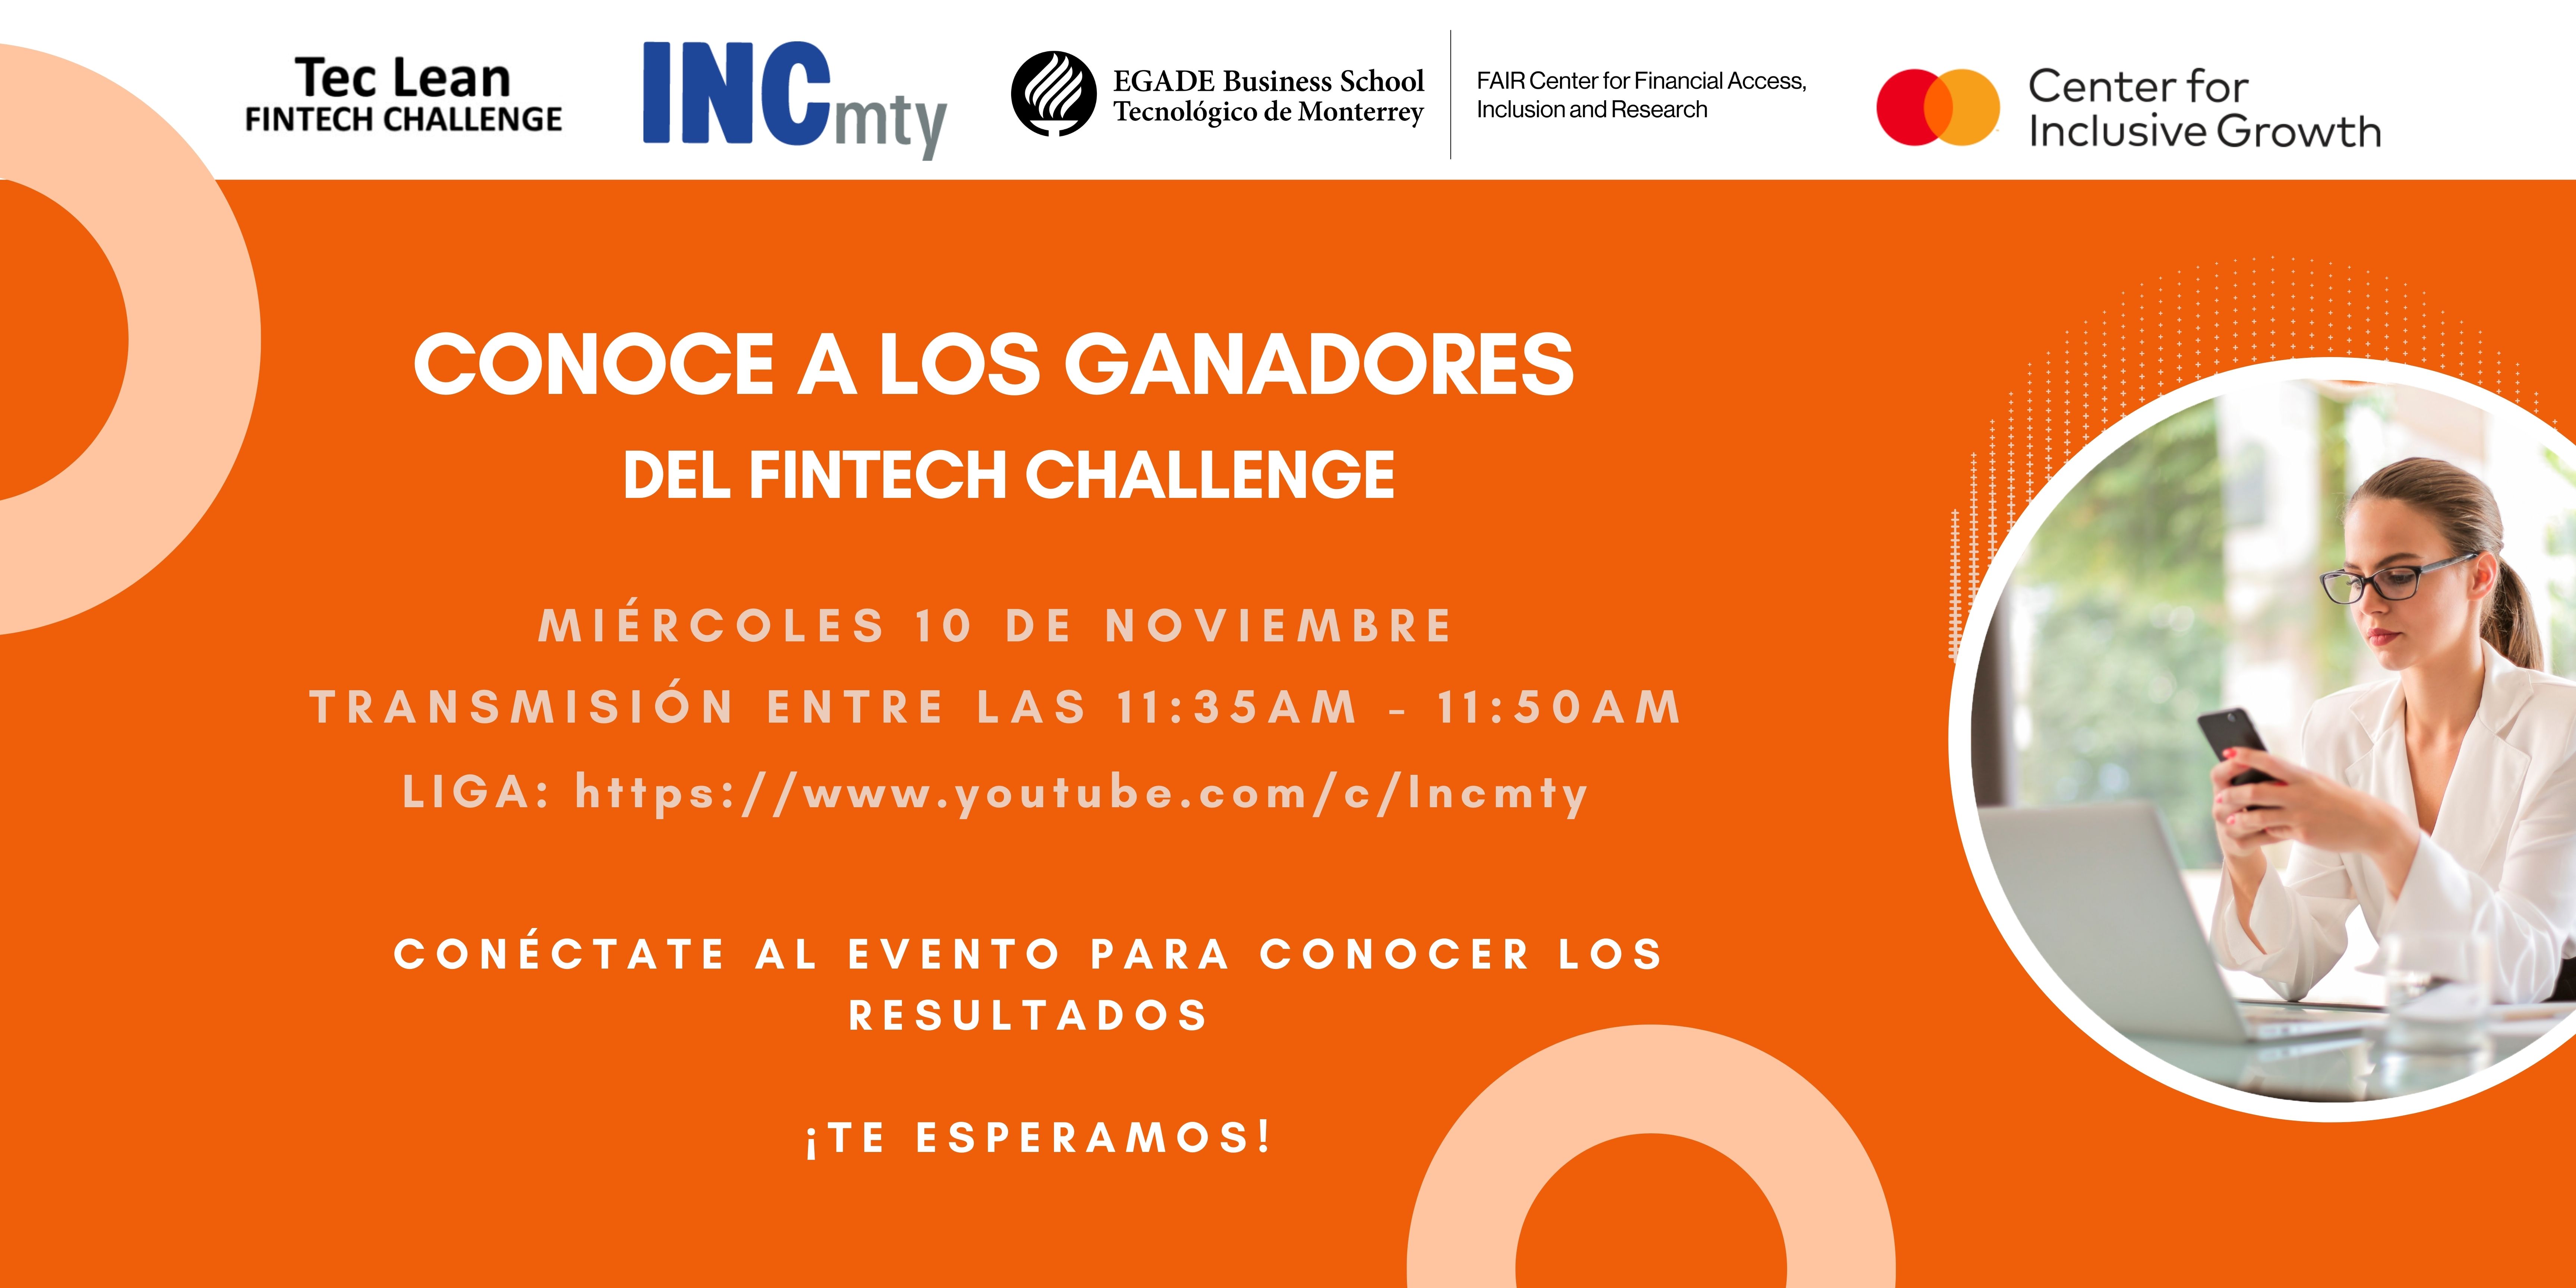 Tec Lean
FINTECH CHALLENGE
INCmty
EGADE Business School
Tecnológico de Monterrey
FAIR Center for Financial Access,
Inclusion and Research
Center for
Inclusive Growth
CONOCE A LOS GANADORES
DEL FINTECH CHALLENGE
MIÉRCOLES 10 DE NOVIEMBRE
TRANSMISIÓN ENTRE LAS 11:35AM - 11:50AM
LIGA: https://www.youtube.com/c/Incmty
CONÉCTATE AL EVENTO PARA CONOCER LOS
RESULTADOS
¡TE ESPERAMOS!